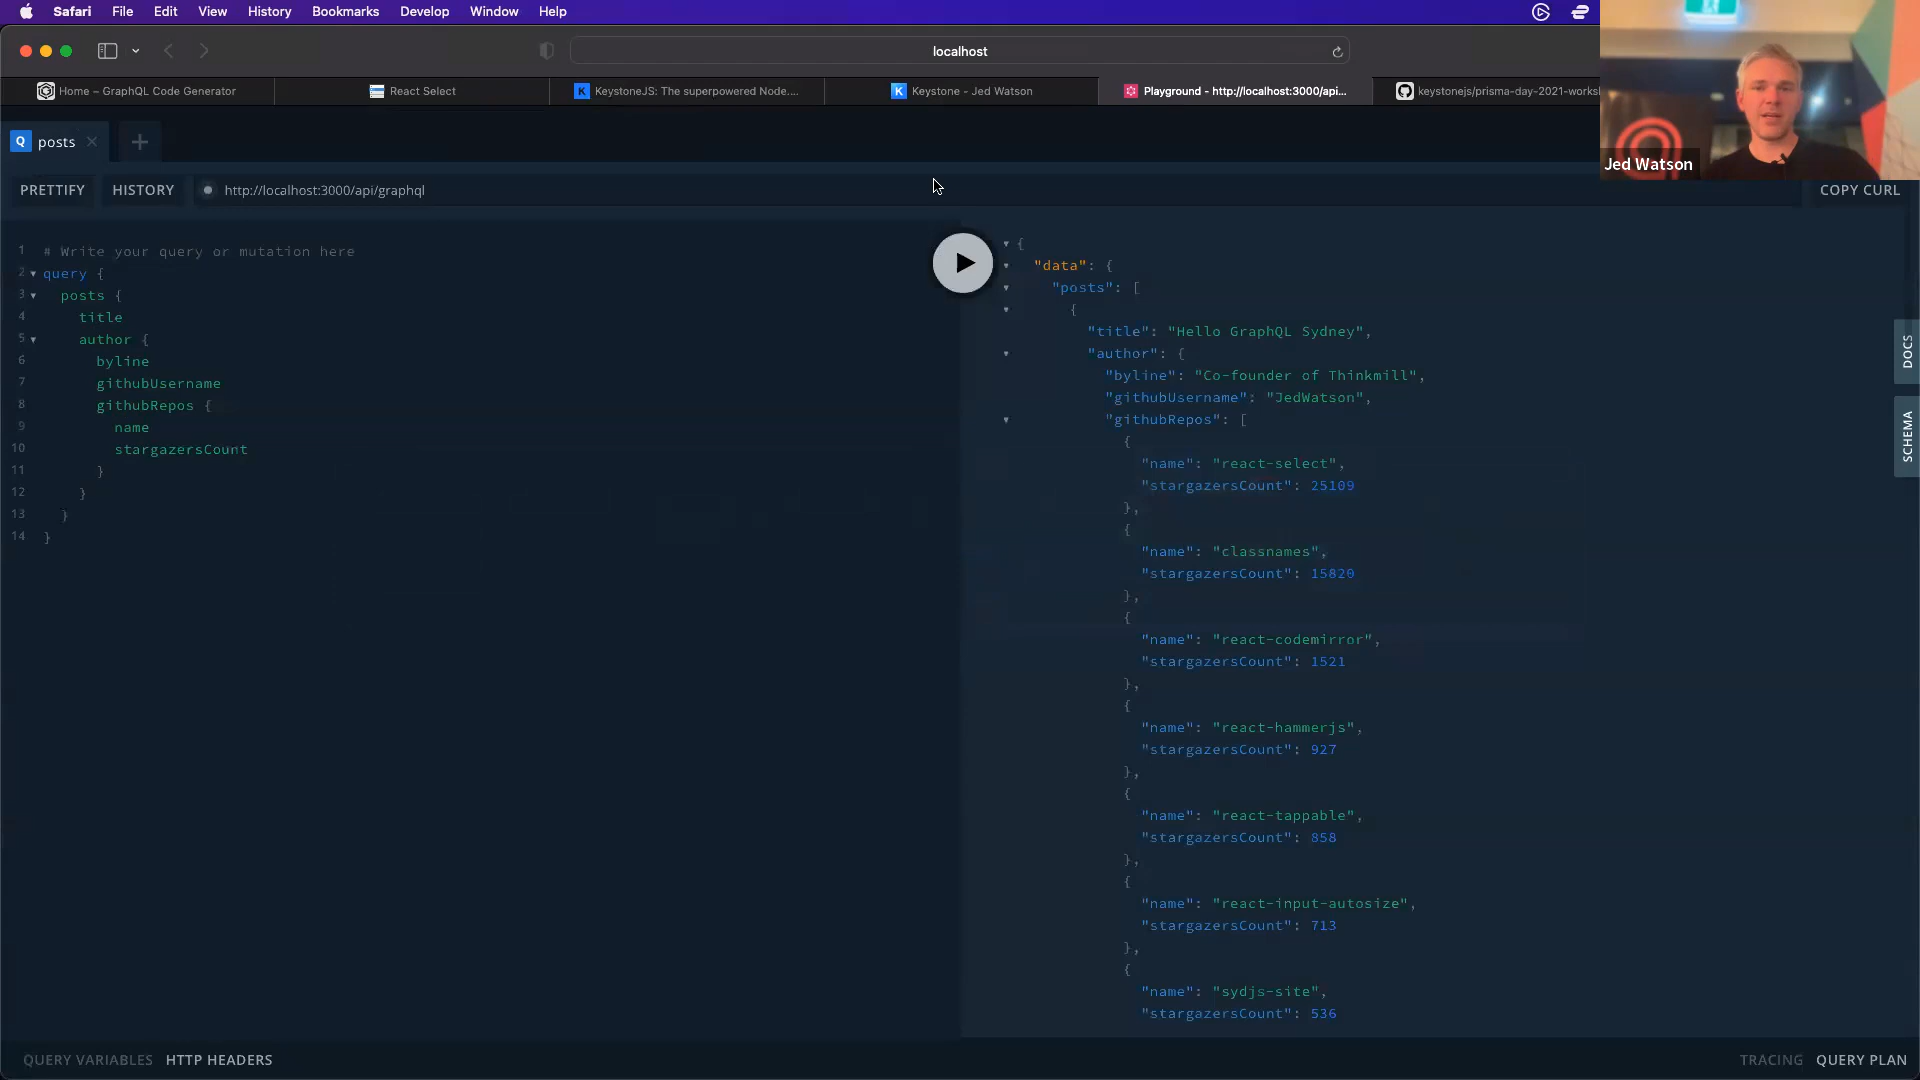 Safari File Edit View History Bookmarks Develop Window Help
localhost
Home – GraphQL Code Generator
React Select
KeystoneJS: The superpowered Node....
Keystone - Jed Watson
Playground - http://localhost:3000/api...
keystonejs/prisma-day-2021-works
Jed Watson
Q posts
PRETTIFY HISTORY http://localhost:3000/api/graphql COPY CURL
1 # Write your query or mutation here
2 query {
3 posts {
4 title
5 author {
6 byline
7 githubUsername
8 githubRepos {
9 name
10 stargazersCount
11 }
12 }
13 }
14 }
{
"data": {
"posts": [
{
"title": "Hello GraphQL Sydney",
"author": {
"byline": "Co-founder of Thinkmill",
"githubUsername": "JedWatson",
"githubRepos": [
{
"name": "react-select",
"stargazersCount": 25109
},
{
"name": "classnames",
"stargazersCount": 15820
},
{
"name": "react-codemirror",
"stargazersCount": 1521
},
{
"name": "react-hammerjs",
"stargazersCount": 927
},
{
"name": "react-tappable",
"stargazersCount": 858
},
{
"name": "react-input-autosize",
"stargazersCount": 713
},
{
"name": "sydjs-site",
"stargazersCount": 536
DOCS
SCHEMA
QUERY VARIABLES HTTP HEADERS
TRACING QUERY PLAN